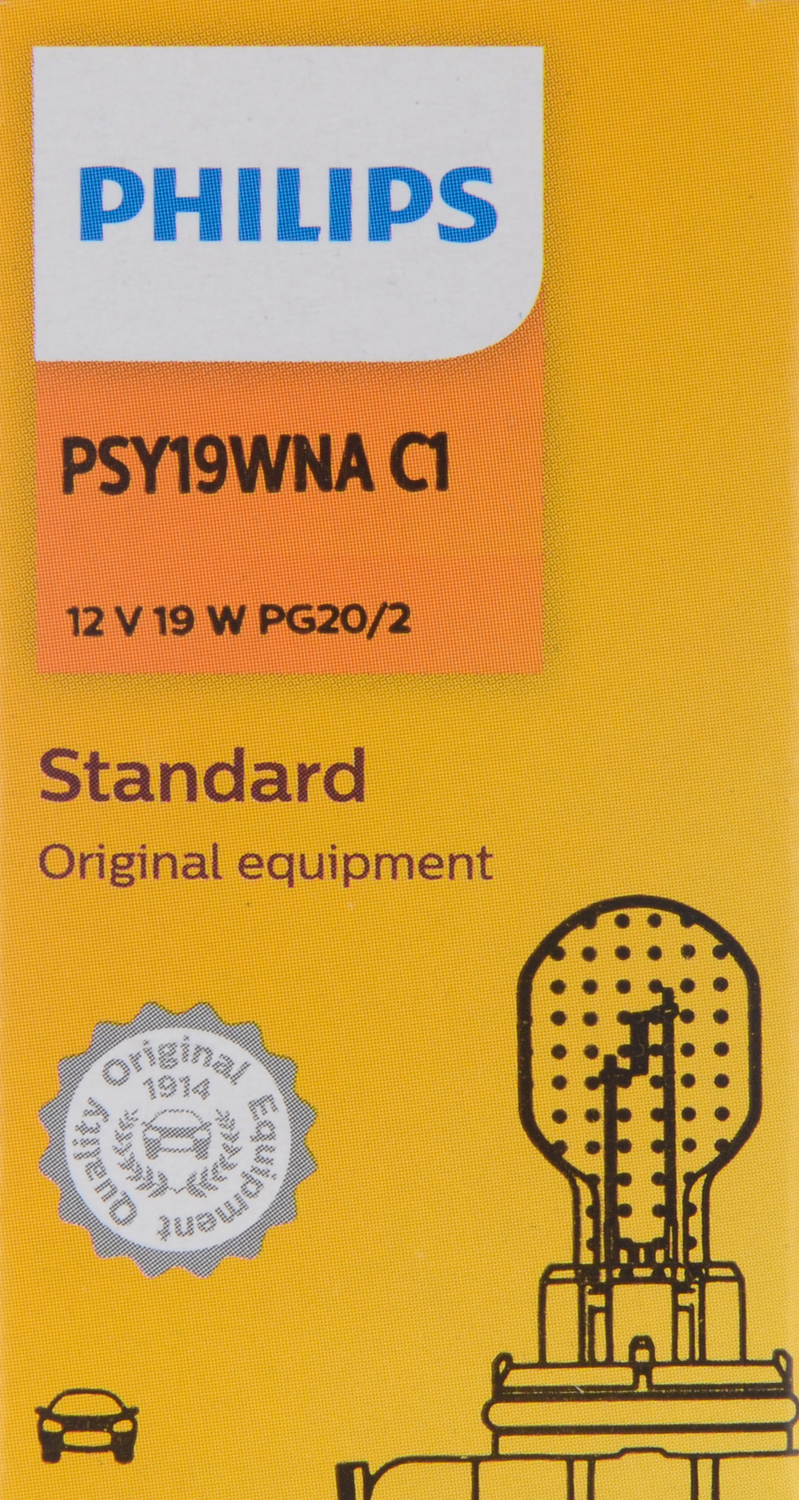 PHILIPS
PSY19WNA C1
12 V 19 W PG20/2
Standard
Original equipment
Original Equipment Quality
1914